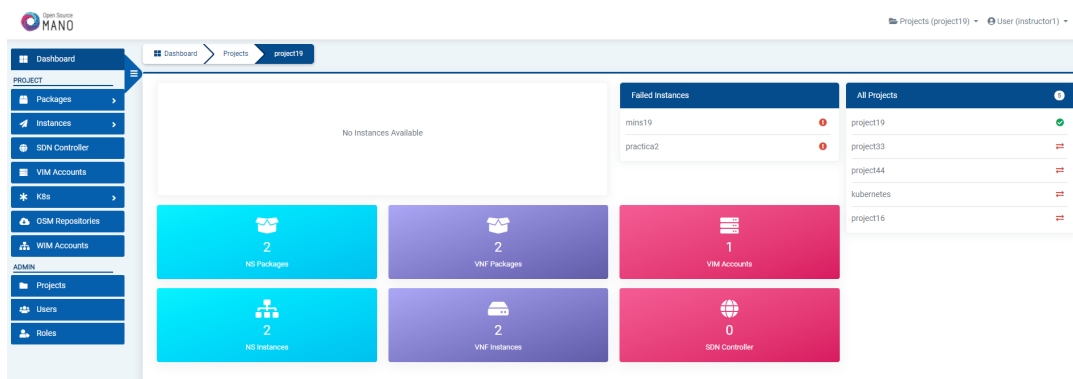 Open Source
MANO
Projects (project19)
User (instructor1)
Dashboard
PROJECT
Packages
Instances
SDN Controller
VIM Accounts
K8s
OSM Repositories
WIM Accounts
ADMIN
Projects
Users
Roles
Dashboard
Projects
project19
No Instances Available
Failed Instances
mins19
practica2
All Projects
5
project19
project33
project44
kubernetes
project16
2
NS Packages
2
VNF Packages
1
VIM Accounts
2
NS Instances
2
VNF Instances
0
SDN Controller